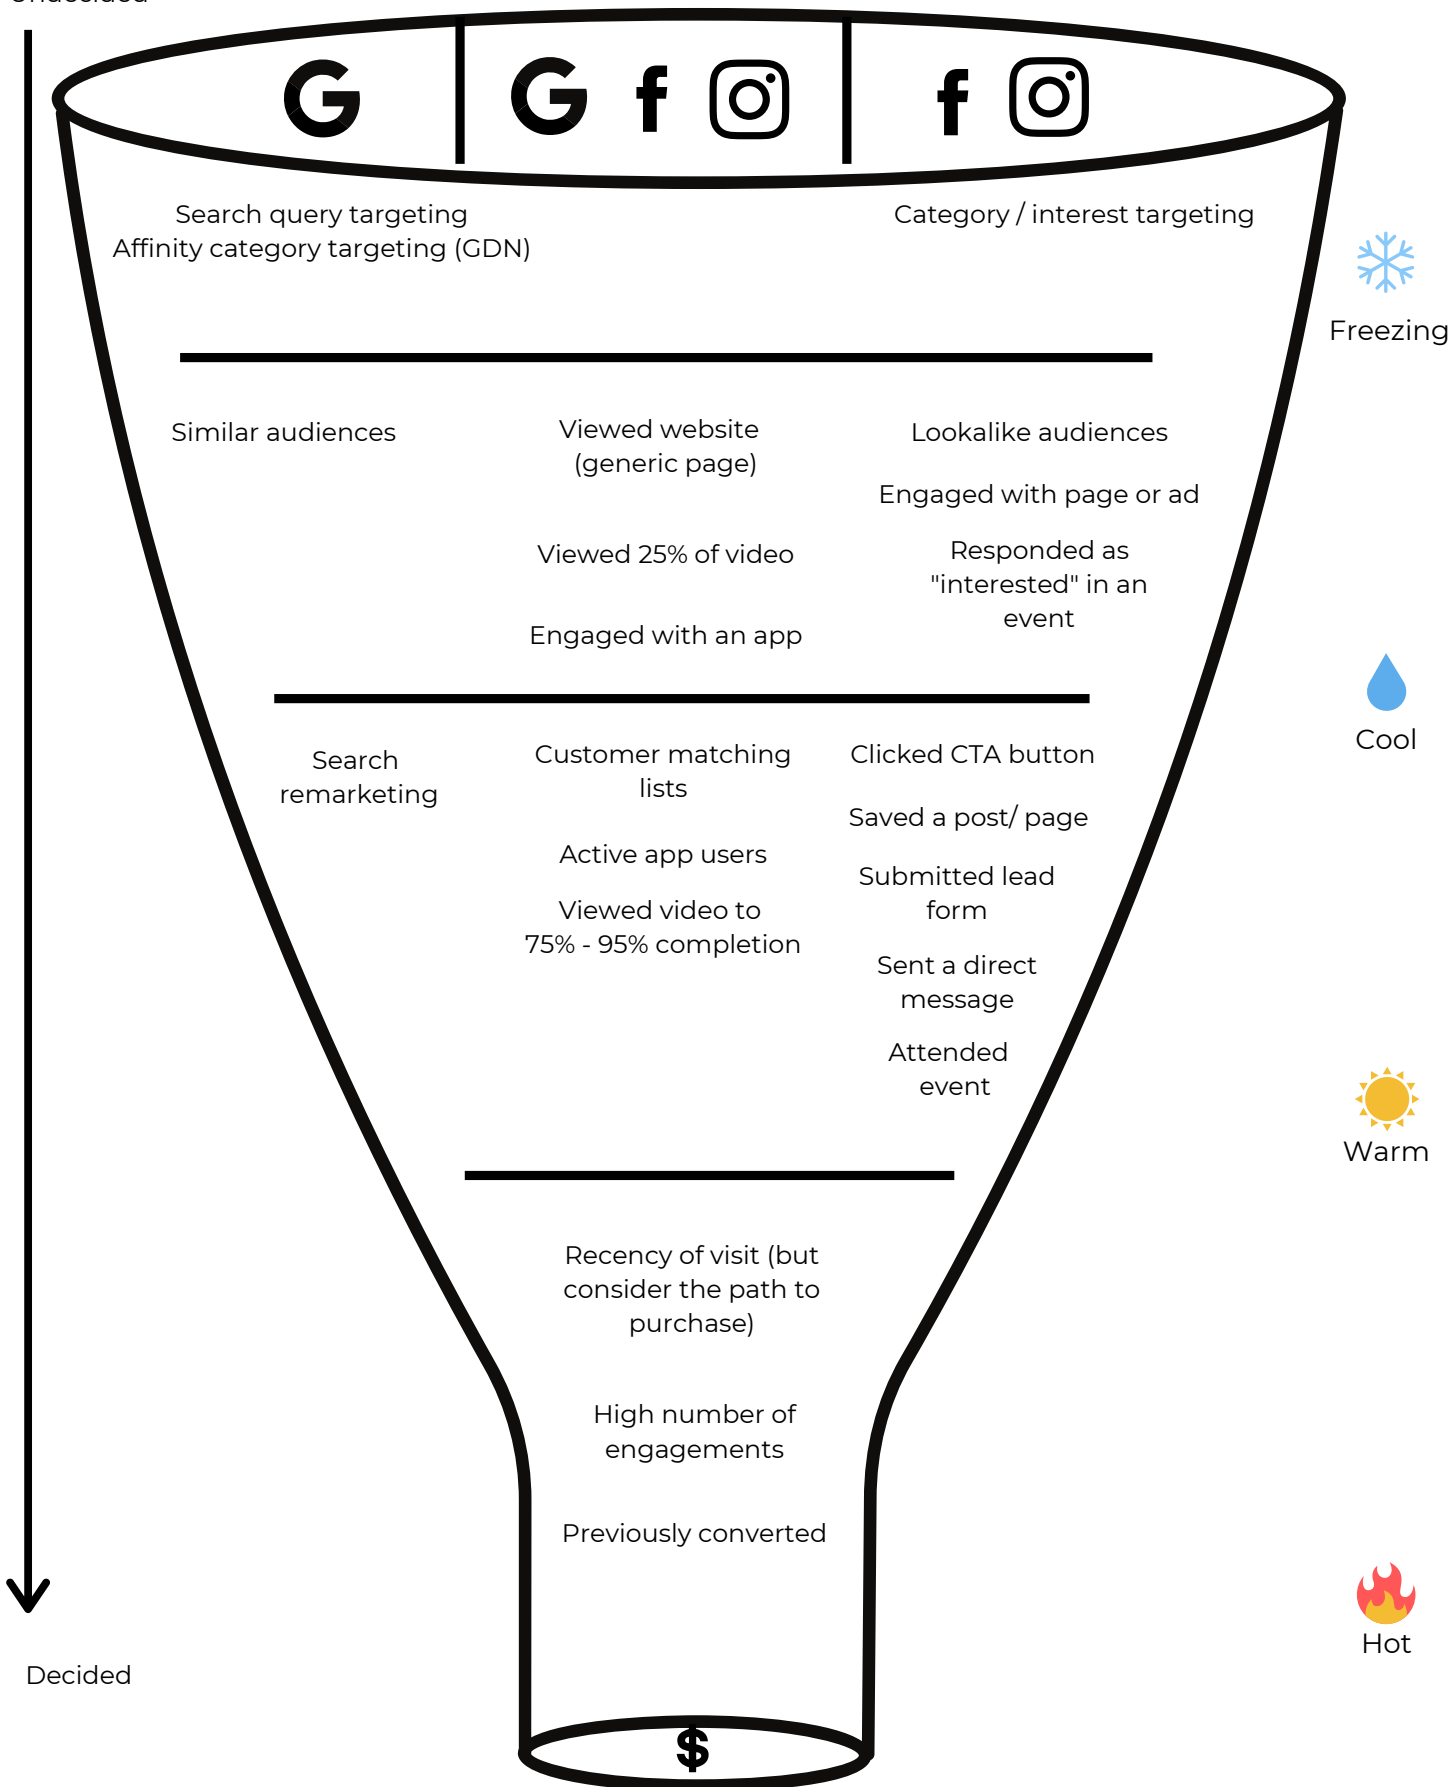 Undecided
Search query targeting
Affinity category targeting (GDN)
Category / interest targeting
Freezing
Similar audiences
Viewed website
(generic page)
Viewed 25% of video
Engaged with an app
Lookalike audiences
Engaged with page or ad
Responded as
"interested" in an
event
Cool
Search
remarketing
Customer matching
lists
Active app users
Viewed video to
75% - 95% completion
Clicked CTA button
Saved a post/ page
Submitted lead
form
Sent a direct
message
Attended
event
Warm
Recency of visit (but
consider the path to
purchase)
High number of
engagements
Previously converted
Hot
Decided
$